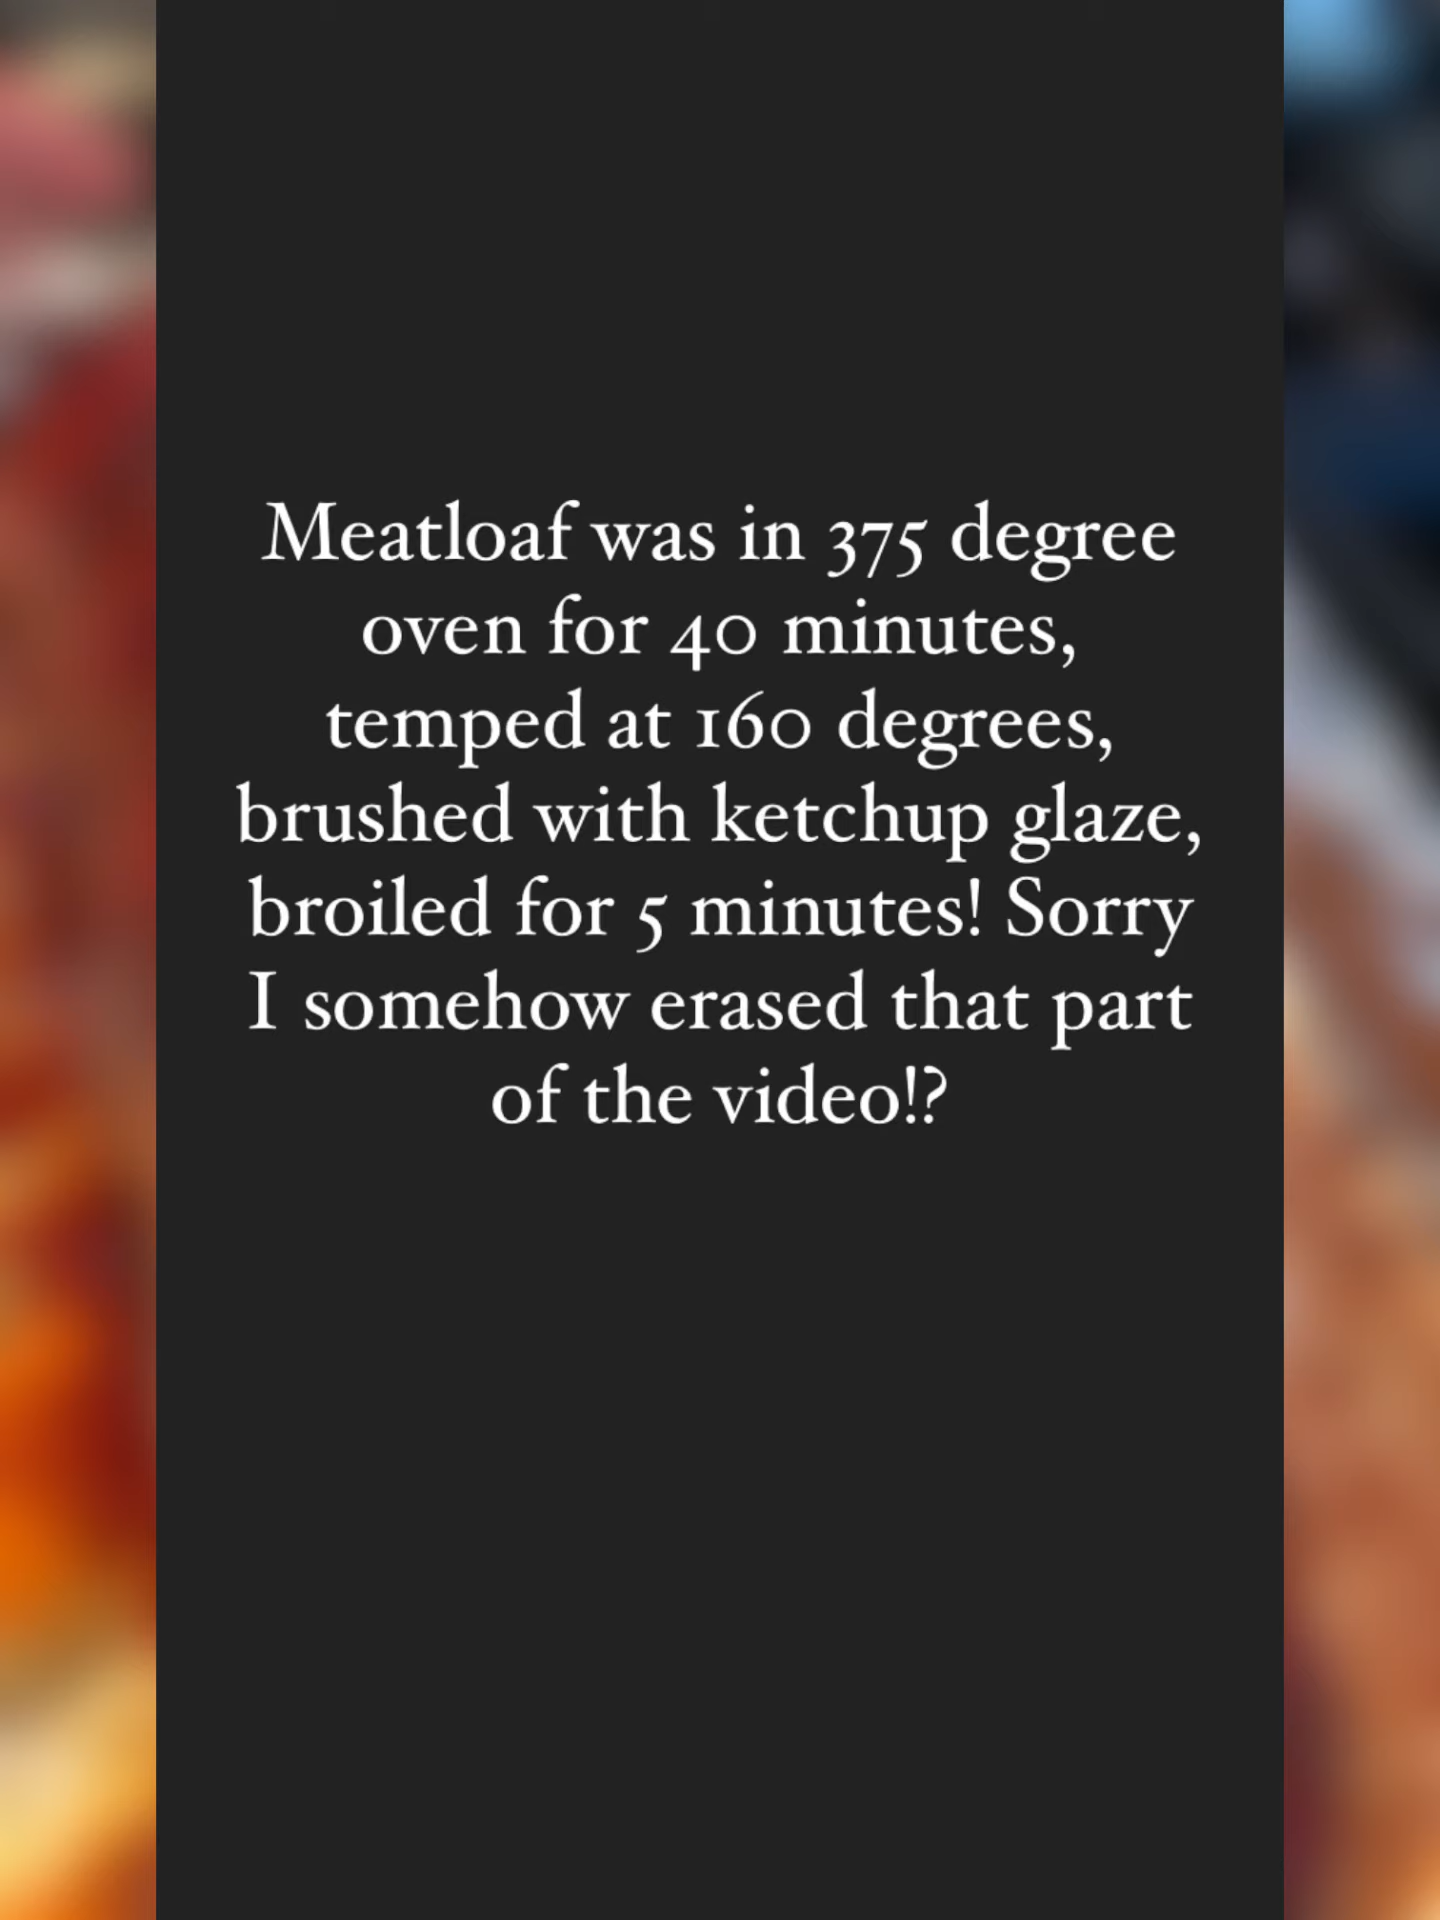 Meatloaf was in 375 degree
oven for 40 minutes,
temped at 160 degrees,
brushed with ketchup glaze,
broiled for 5 minutes! Sorry
I somehow erased that part
of the video!?